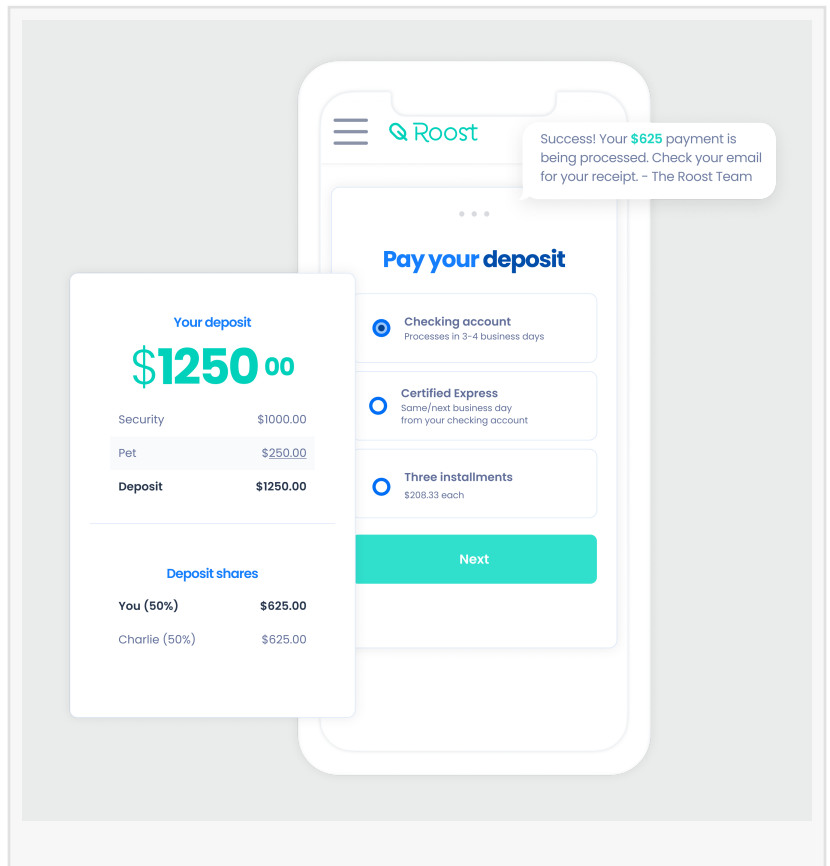 Roost
Success! Your $625 payment is
being processed. Check your email
for your receipt. - The Roost Team
Pay your deposit
Checking account
Processes in 3-4 business days
Certified Express
Same/next business day
from your checking account
Three installments
$208.33 each
Next
Your deposit
$1250 00
Security $1000.00
Pet $250.00
Deposit $1250.00
Deposit shares
You (50%) $625.00
Charlie (50%) $625.00